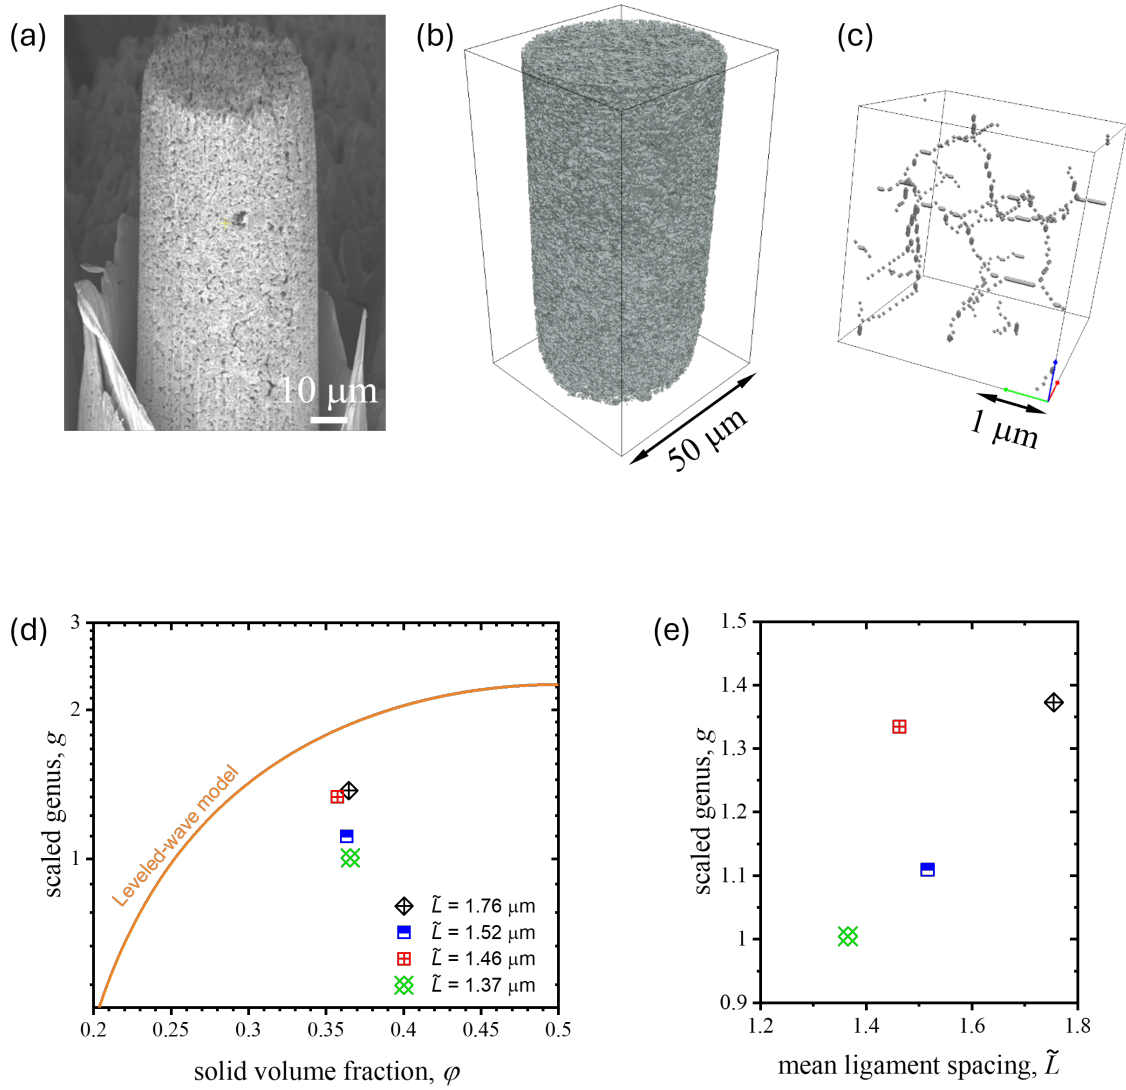 (a)
10 μm
(b)
50 μm
(c)
1 μm
(d)
3
2
1
scaled genus, g
Leveled-wave model
L̃ = 1.76 μm
L̃ = 1.52 μm
L̃ = 1.46 μm
L̃ = 1.37 μm
0.2 0.25 0.3 0.35 0.4 0.45 0.5
solid volume fraction, φ
(e)
1.5
1.4
1.3
1.2
1.1
1
0.9
scaled genus, g
1.2 1.4 1.6 1.8
mean ligament spacing, L̃